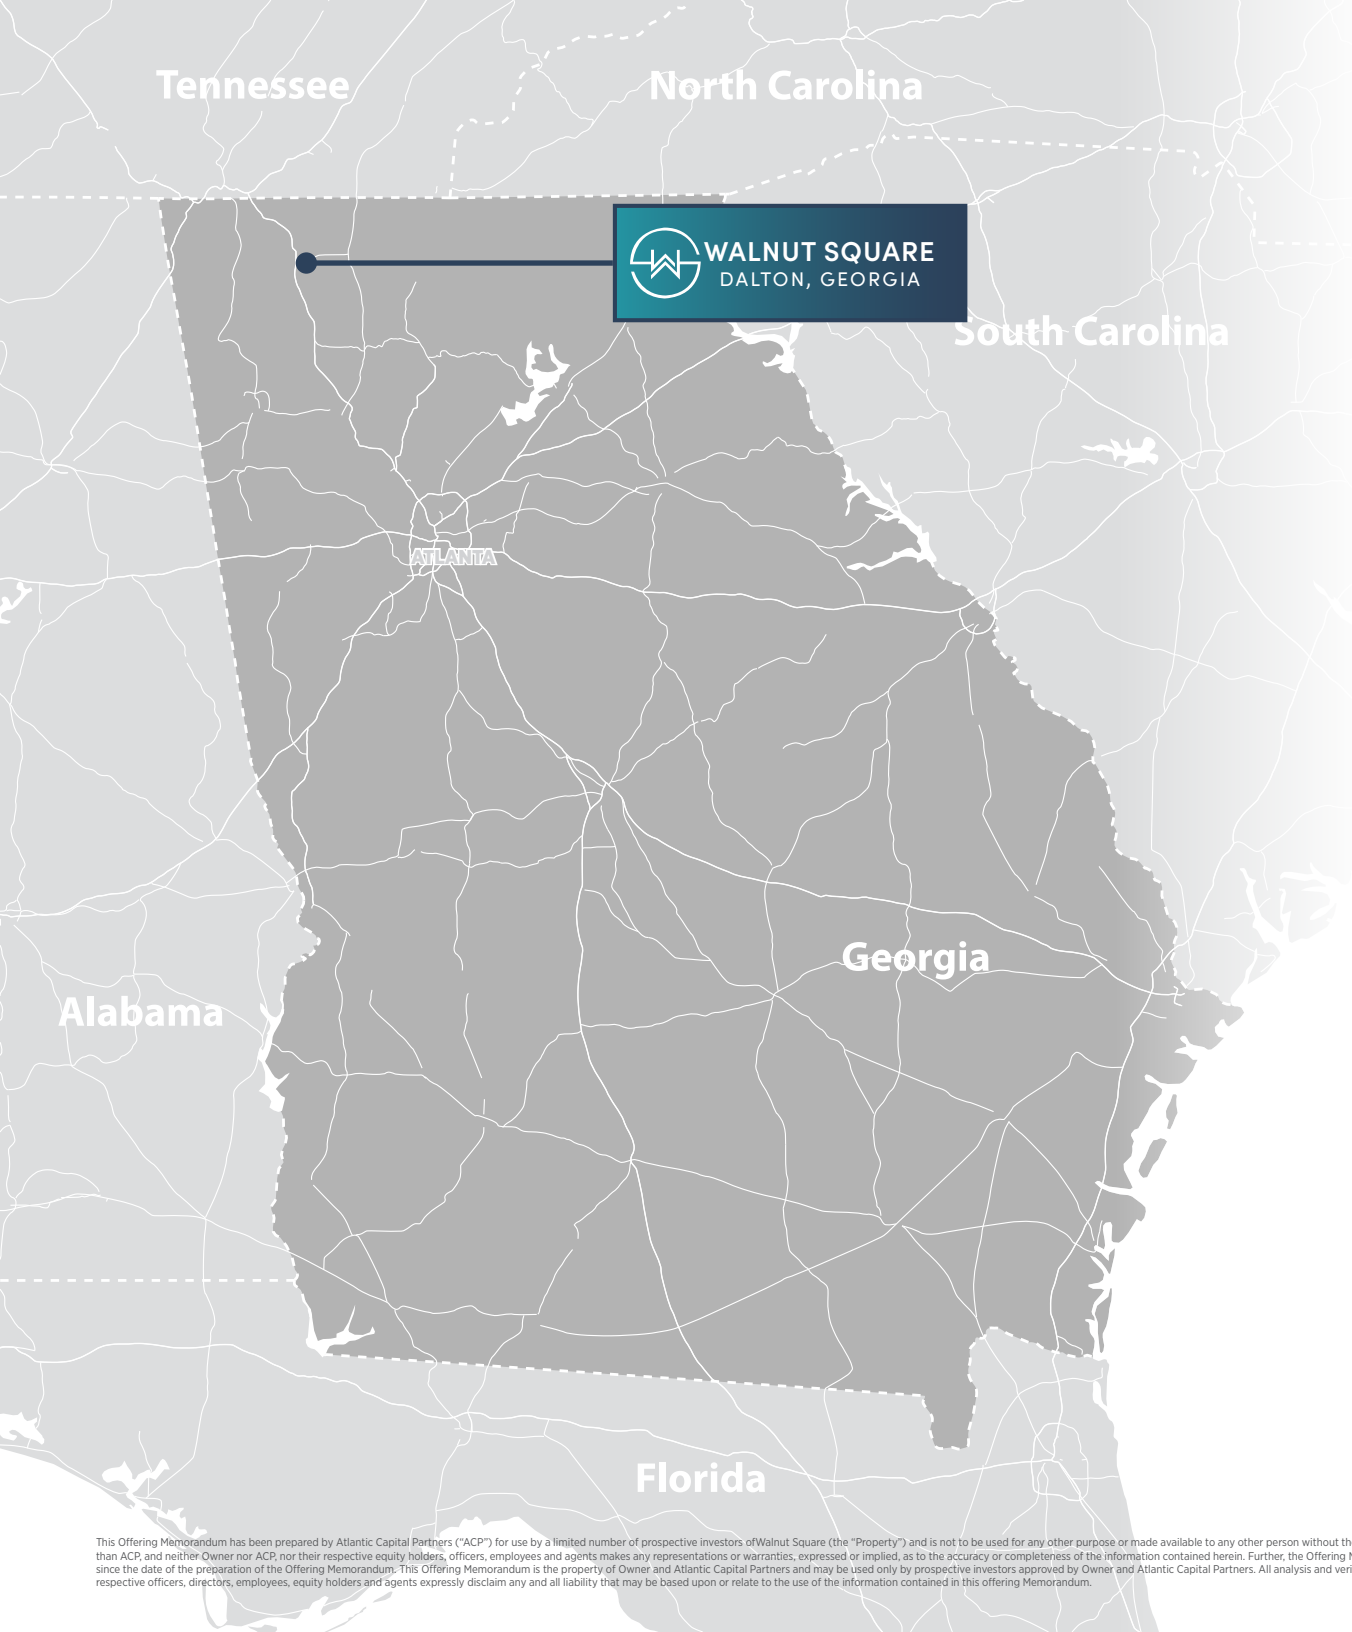 Tennessee
North Carolina
WALNUT SQUARE
DALTON, GEORGIA
South Carolina
ATLANTA
Georgia
Alabama
Florida
This Offering Memorandum has been prepared by Atlantic Capital Partners (“ACP”) for use by a limited number of prospective investors ofWalnut Square (the “Property”) and is not to be used for any other purpose or made available to any other person without th
than ACP, and neither Owner nor ACP, nor their respective equity holders, officers, employees and agents makes any representations or warranties, expressed or implied, as to the accuracy or completeness of the information contained herein. Further, the Offering
since the date of the preparation of the Offering Memorandum. This Offering Memorandum is the property of Owner and Atlantic Capital Partners and may be used only by prospective investors approved by Owner and Atlantic Capital Partners. All analysis and veri
respective officers, directors, employees, equity holders and agents expressly disclaim any and all liability that may be based upon or relate to the use of the information contained in this offering Memorandum.